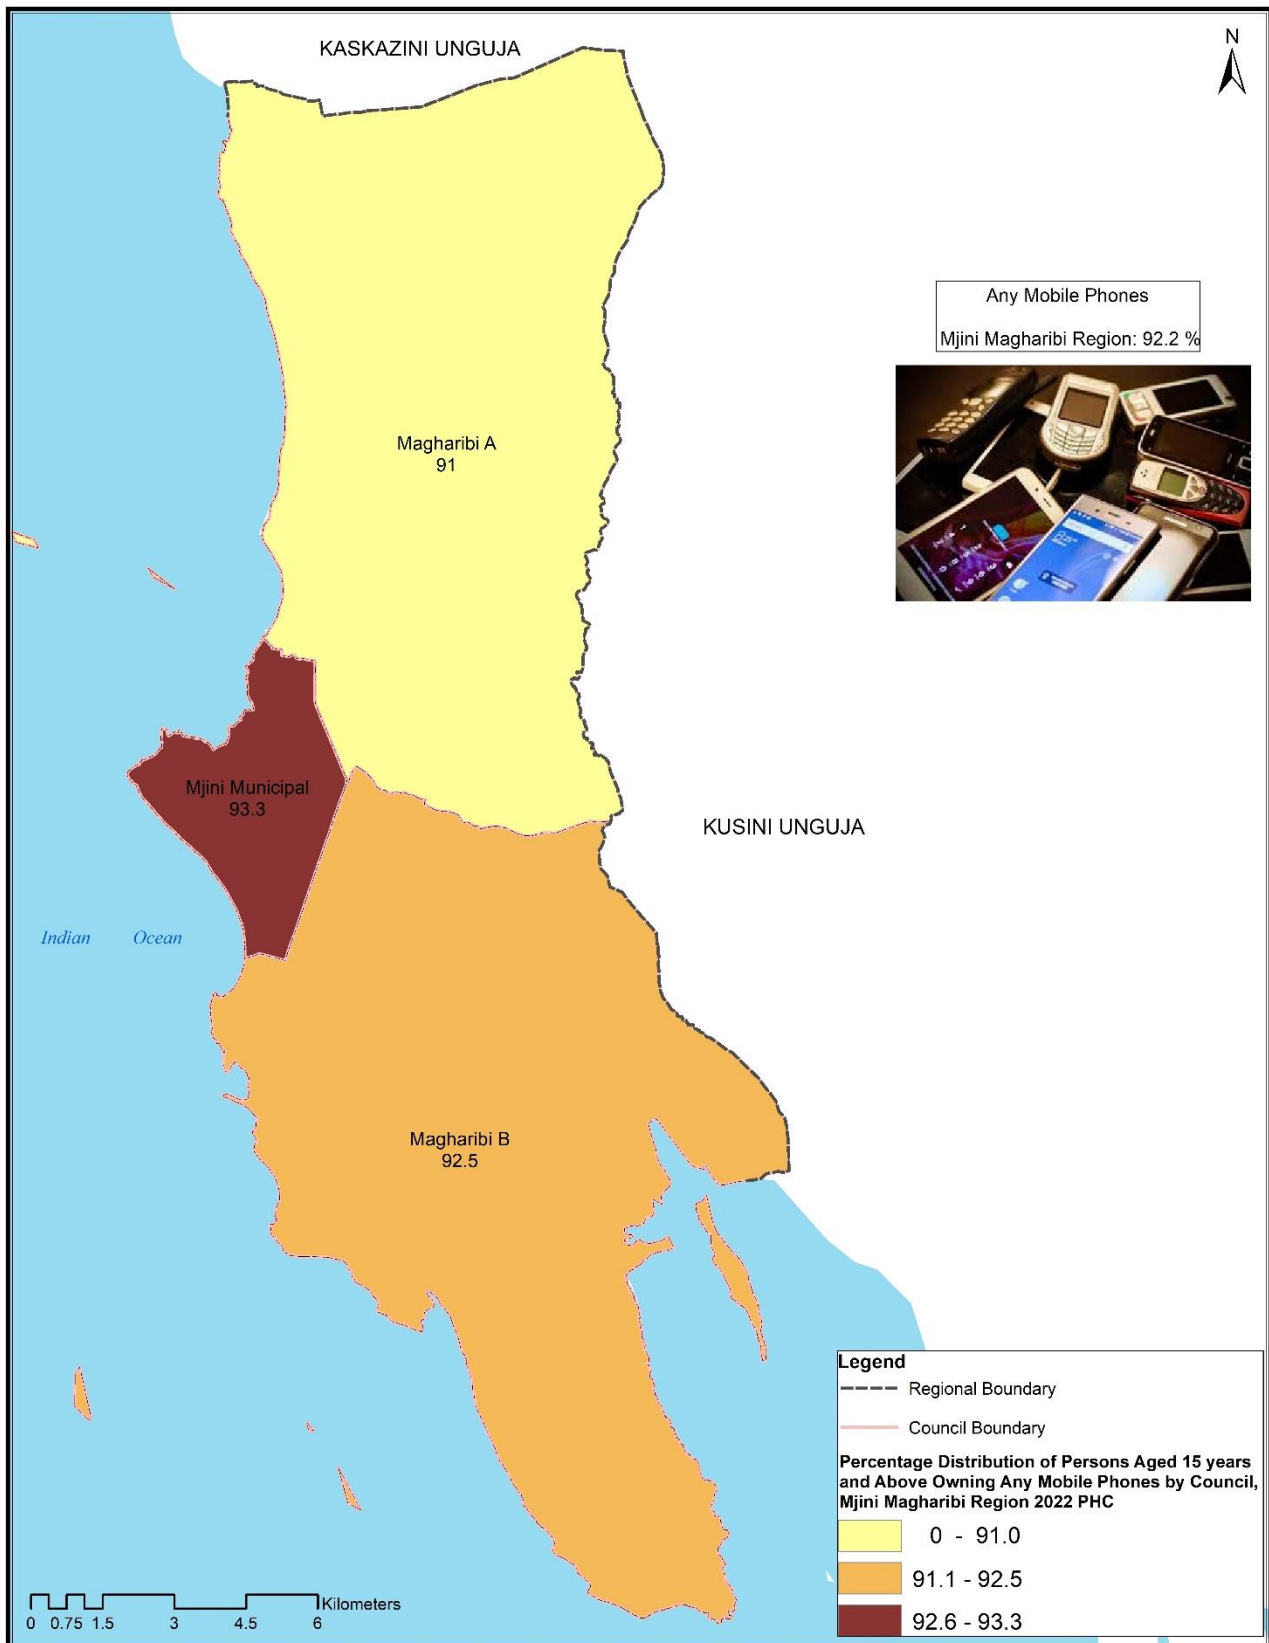 KASKAZINI UNGUJA
N
Any Mobile Phones
Mjini Magharibi Region: 92.2 %
Magharibi A
91
Mjini Municipal
93.3
KUSINI UNGUJA
Indian Ocean
Magharibi B
92.5
Legend
Regional Boundary
Council Boundary
Percentage Distribution of Persons Aged 15 years
and Above Owning Any Mobile Phones by Council,
Mjini Magharibi Region 2022 PHC
0 - 91.0
91.1 - 92.5
92.6 - 93.3
Kilometers
0 0.75 1.5 3 4.5 6